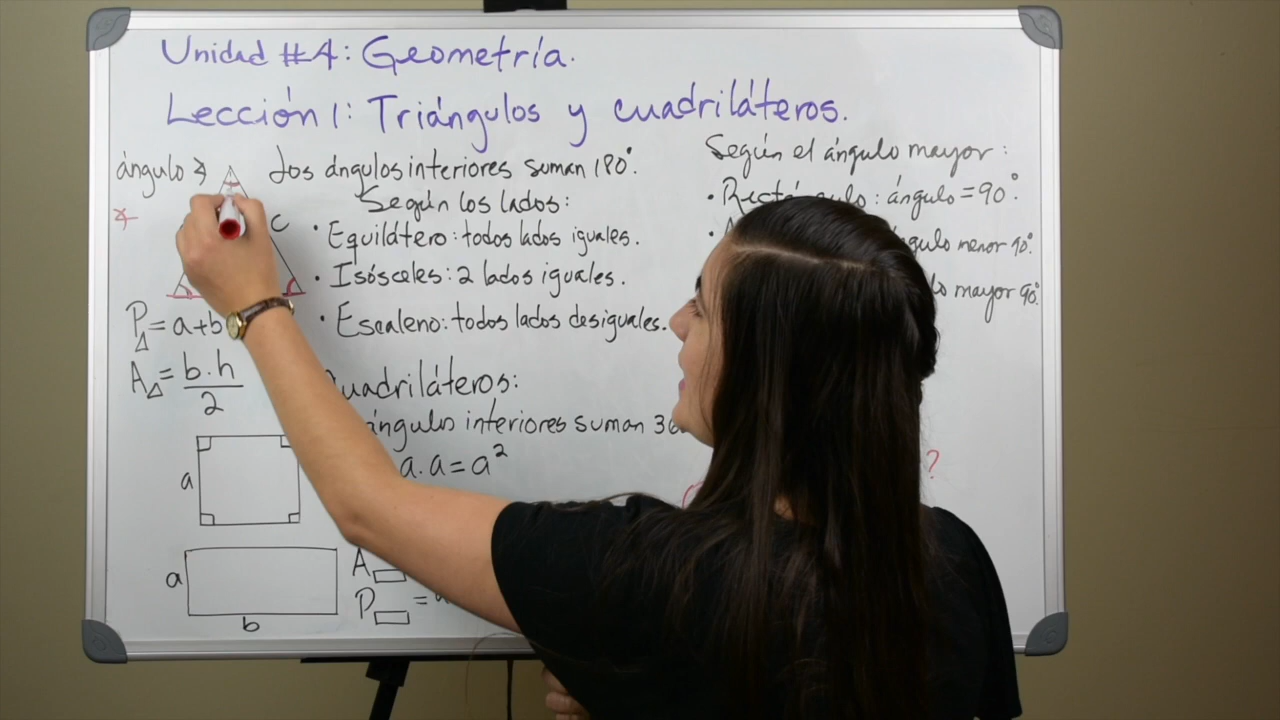 Unidad #4: Geometría.
Lección 1: Triángulos y cuadriláteros.
ángulo ∡
Los ángulos interiores suman 180°.
Según los lados:
• Equilátero: todos lados iguales.
• Isósceles: 2 lados iguales.
• Escaleno: todos lados desiguales.
Según el ángulo mayor:
• Rectángulo: ángulo = 90°
menor 90°.
mayor 90°.
∡
c
P△ = a+b
A△ = b.h
2
Cuadriláteros:
ángulos interiores suman
a.a = a²
a
a
b
A▭
P▭ =
?